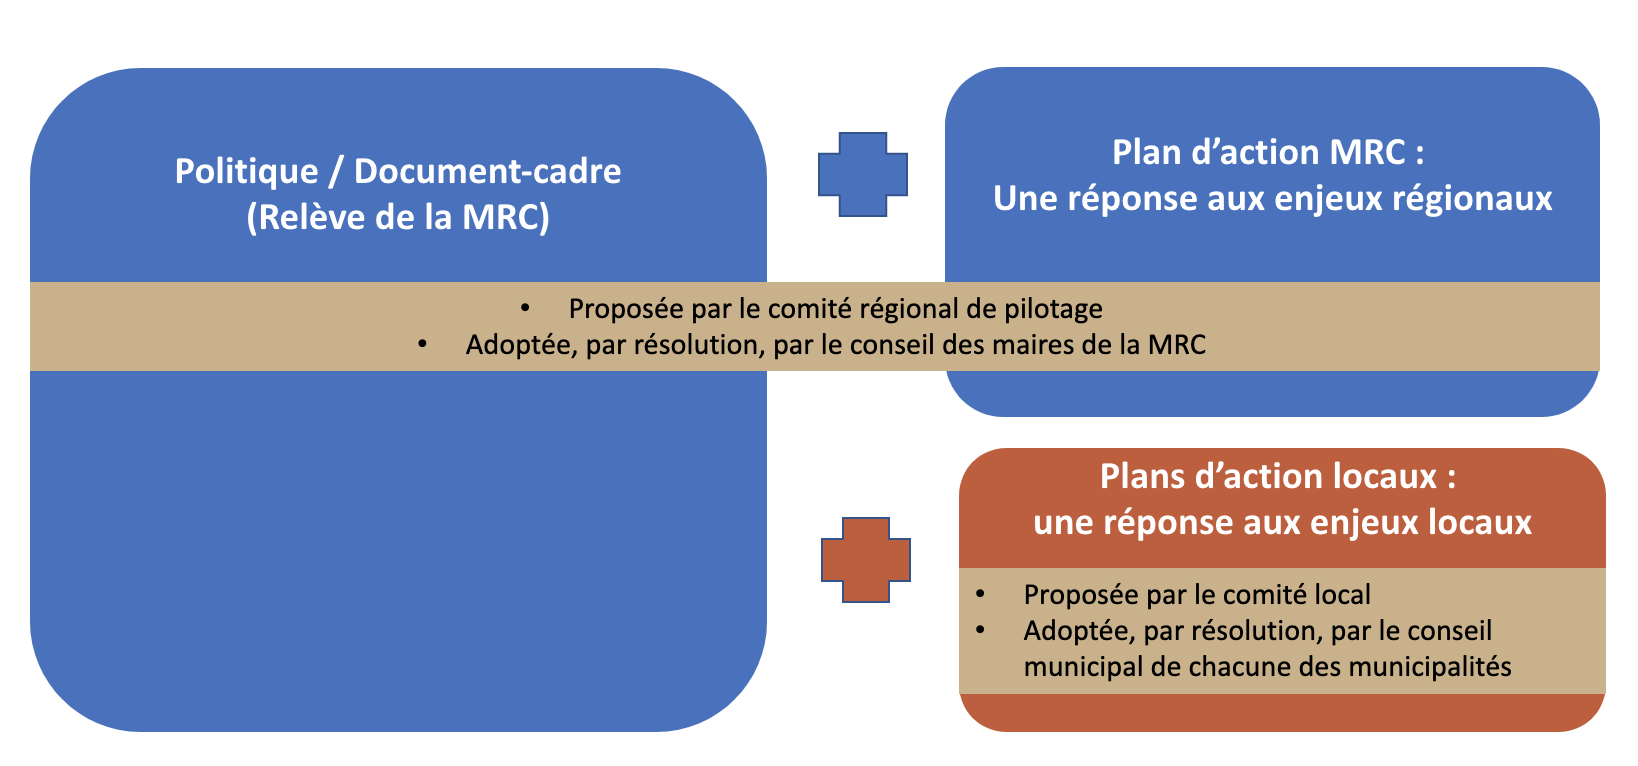 Politique / Document-cadre
(Relève de la MRC)
Plan d’action MRC :
Une réponse aux enjeux régionaux
• Proposée par le comité régional de pilotage
• Adoptée, par résolution, par le conseil des maires de la MRC
Plans d’action locaux :
une réponse aux enjeux locaux
• Proposée par le comité local
• Adoptée, par résolution, par le conseil
municipal de chacune des municipalités